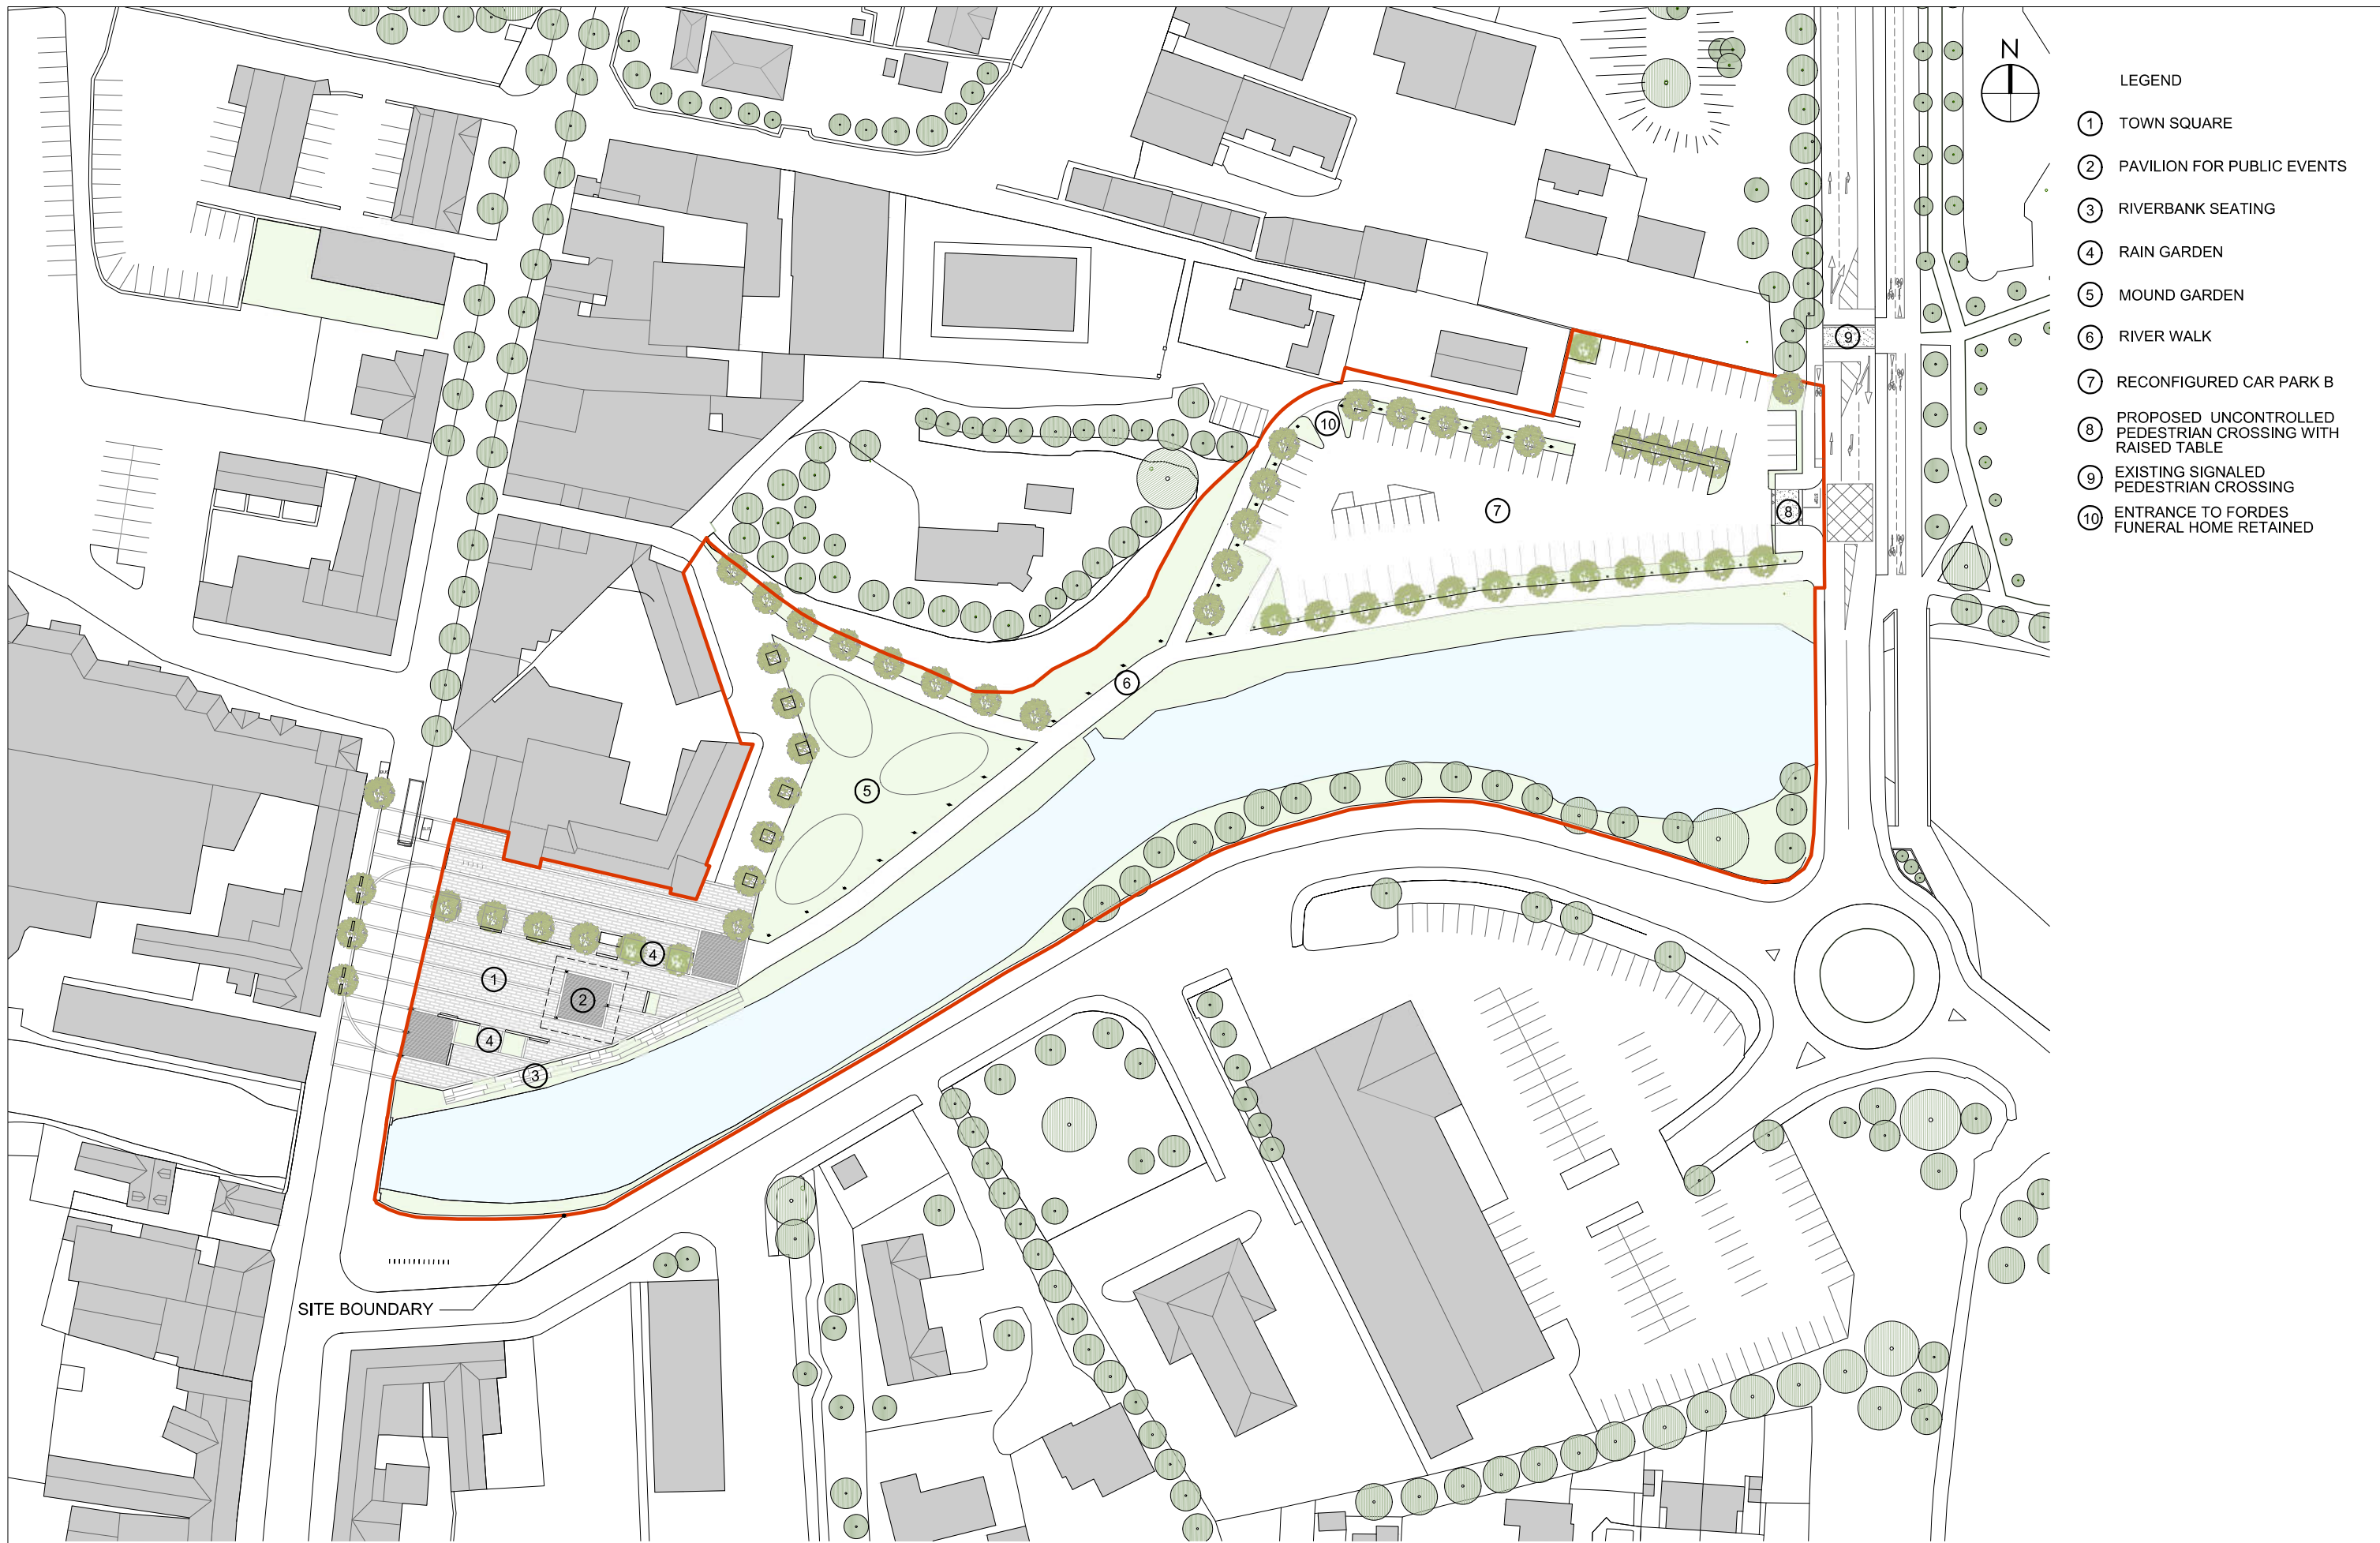 N
LEGEND
1 TOWN SQUARE
2 PAVILION FOR PUBLIC EVENTS
3 RIVERBANK SEATING
4 RAIN GARDEN
5 MOUND GARDEN
6 RIVER WALK
7 RECONFIGURED CAR PARK B
8 PROPOSED UNCONTROLLED
PEDESTRIAN CROSSING WITH
RAISED TABLE
9 EXISTING SIGNALED
PEDESTRIAN CROSSING
10 ENTRANCE TO FORDES
FUNERAL HOME RETAINED
9
10
7
8
6
5
4
1
2
4
3
SITE BOUNDARY